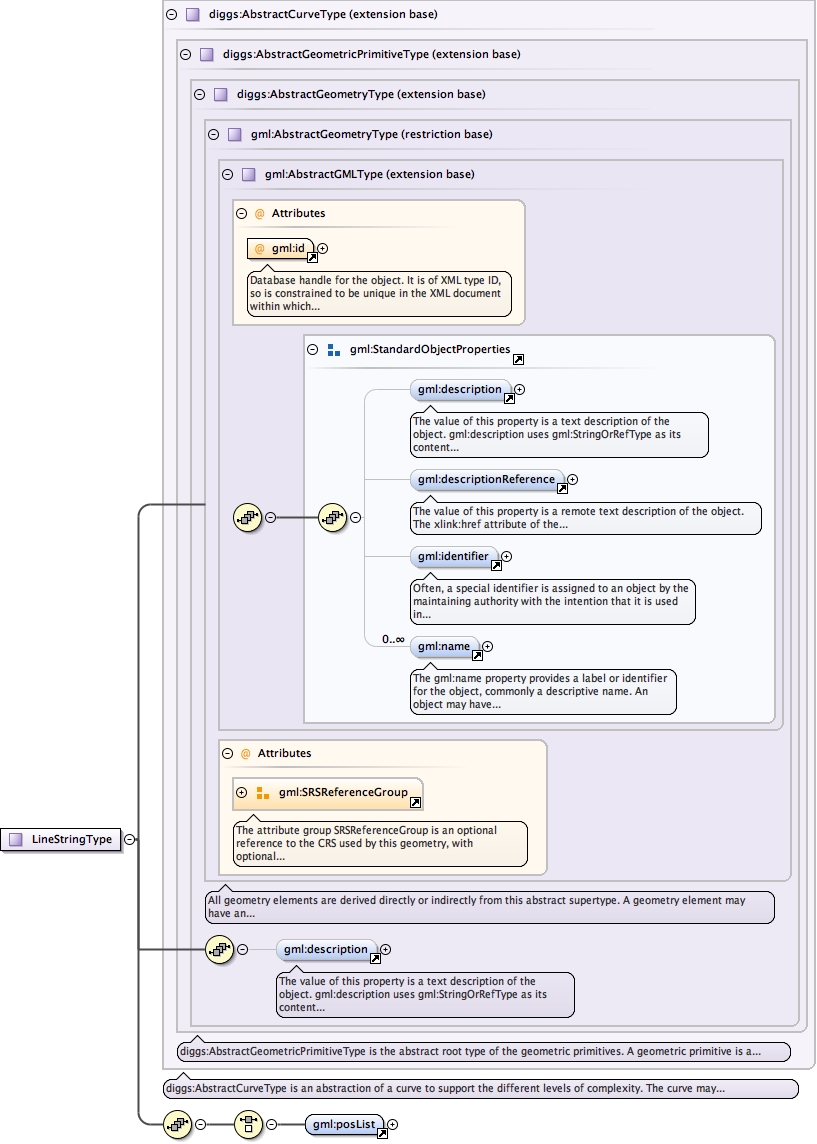 diggs:AbstractCurveType (extension base)
diggs:AbstractGeometricPrimitiveType (extension base)
diggs:AbstractGeometryType (extension base)
gml:AbstractGeometryType (restriction base)
gml:AbstractGMLType (extension base)
@ Attributes
@ gml:id
Database handle for the object. It is of XML type ID,
so is constrained to be unique in the XML document
within which...
gml:StandardObjectProperties
gml:description
The value of this property is a text description of the
object. gml:description uses gml:StringOrRefType as its
content...
gml:descriptionReference
The value of this property is a remote text description of the object.
The xlink:href attribute of the...
gml:identifier
Often, a special identifier is assigned to an object by the
maintaining authority with the intention that it is used
in...
0..∞
gml:name
The gml:name property provides a label or identifier
for the object, commonly a descriptive name. An
object may have...
@ Attributes
gml:SRSReferenceGroup
The attribute group SRSReferenceGroup is an optional
reference to the CRS used by this geometry, with
optional...
LineStringType
All geometry elements are derived directly or indirectly from this abstract supertype. A geometry element may
have an...
gml:description
The value of this property is a text description of the
object. gml:description uses gml:StringOrRefType as its
content...
diggs:AbstractGeometricPrimitiveType is the abstract root type of the geometric primitives. A geometric primitive is a...
diggs:AbstractCurveType is an abstraction of a curve to support the different levels of complexity. The curve may...
gml:posList